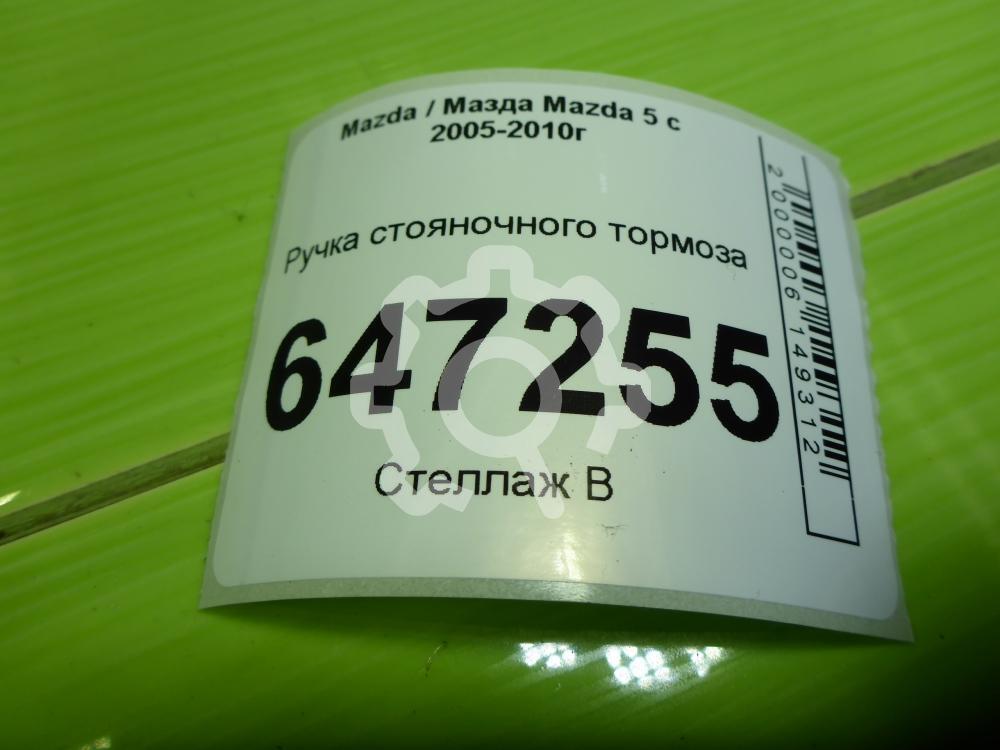 Mazda / Мазда Mazda 5 с
2005-2010г
Ручка стояночного тормоза
647255
Стеллаж В
2000006149312